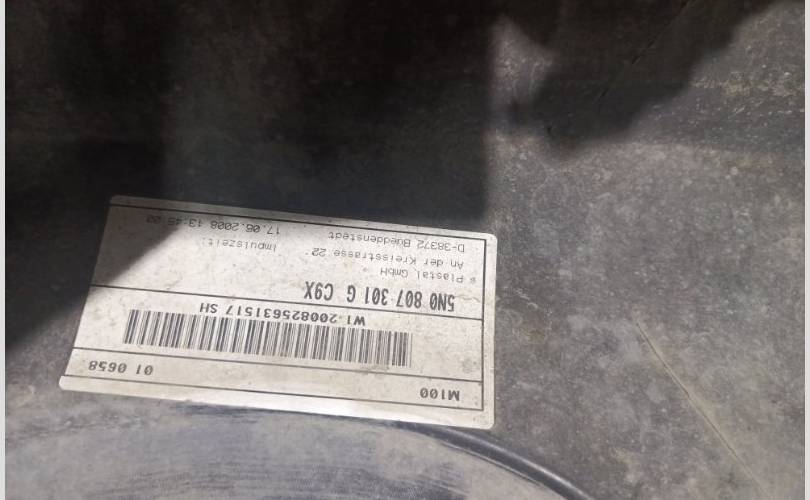 M100 01 0658
W1-200825631517 SH
5N0 807 301 G C9X
Plastal GmbH
An der Kreisstrasse 22 Impulszeit:
D-38372 Bueddenstedt 17.06.2008 13:45:00